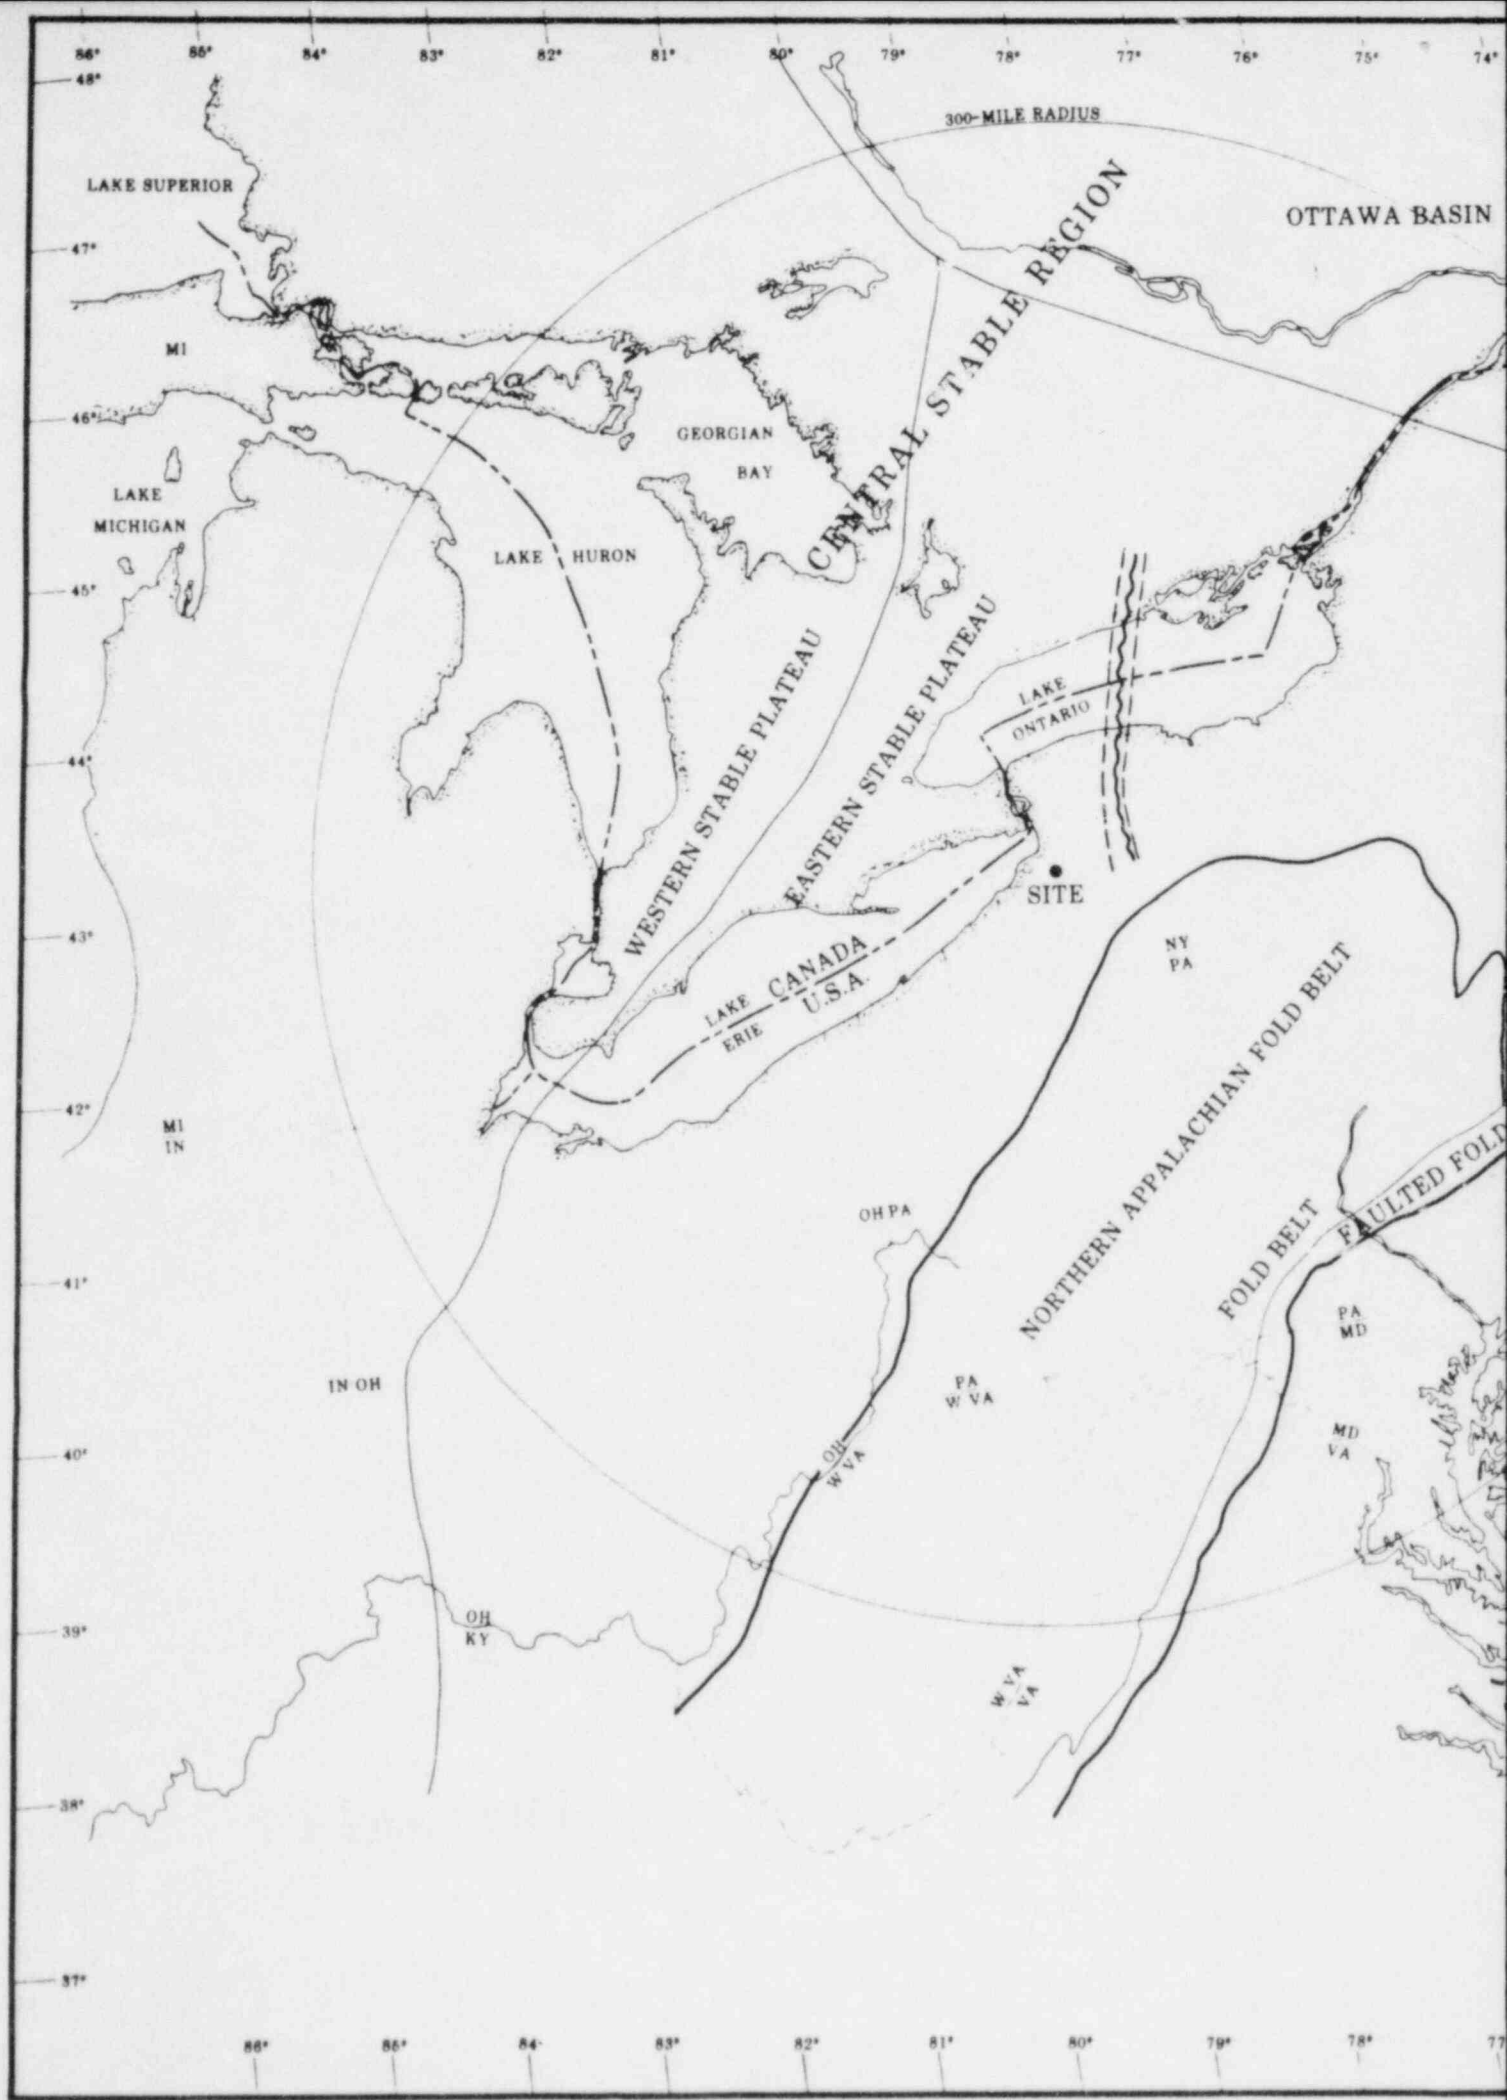 86° 85° 84° 83° 82° 81° 80° 79° 78° 77° 76° 75° 74°
48°
300-MILE RADIUS
LAKE SUPERIOR
OTTAWA BASIN
47°
CENTRAL STABLE REGION
MI
46°
GEORGIAN
BAY
LAKE
MICHIGAN
LAKE HURON
45°
WESTERN STABLE PLATEAU
EASTERN STABLE PLATEAU
LAKE
ONTARIO
44°
SITE
43°
NY
PA
LAKE
ERIE
CANADA
U.S.A.
NORTHERN APPALACHIAN FOLD BELT
42°
MI
IN
FAULTED FOLD
OH PA
FOLD BELT
41°
PA
MD
IN OH
PA
W VA
MD
VA
40°
OH
W VA
OH
KY
39°
W VA
VA
38°
37°
86° 85° 84° 83° 82° 81° 80° 79° 78° 77